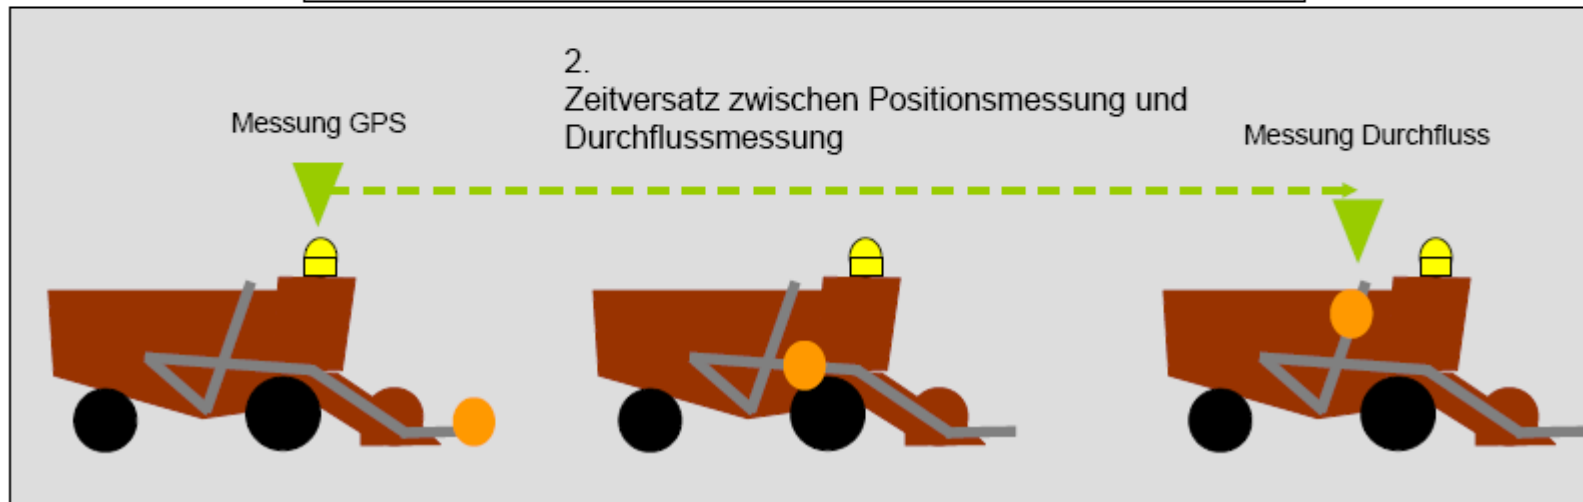 2.
Zeitversatz zwischen Positionsmessung und
Durchflussmessung
Messung GPS
Messung Durchfluss